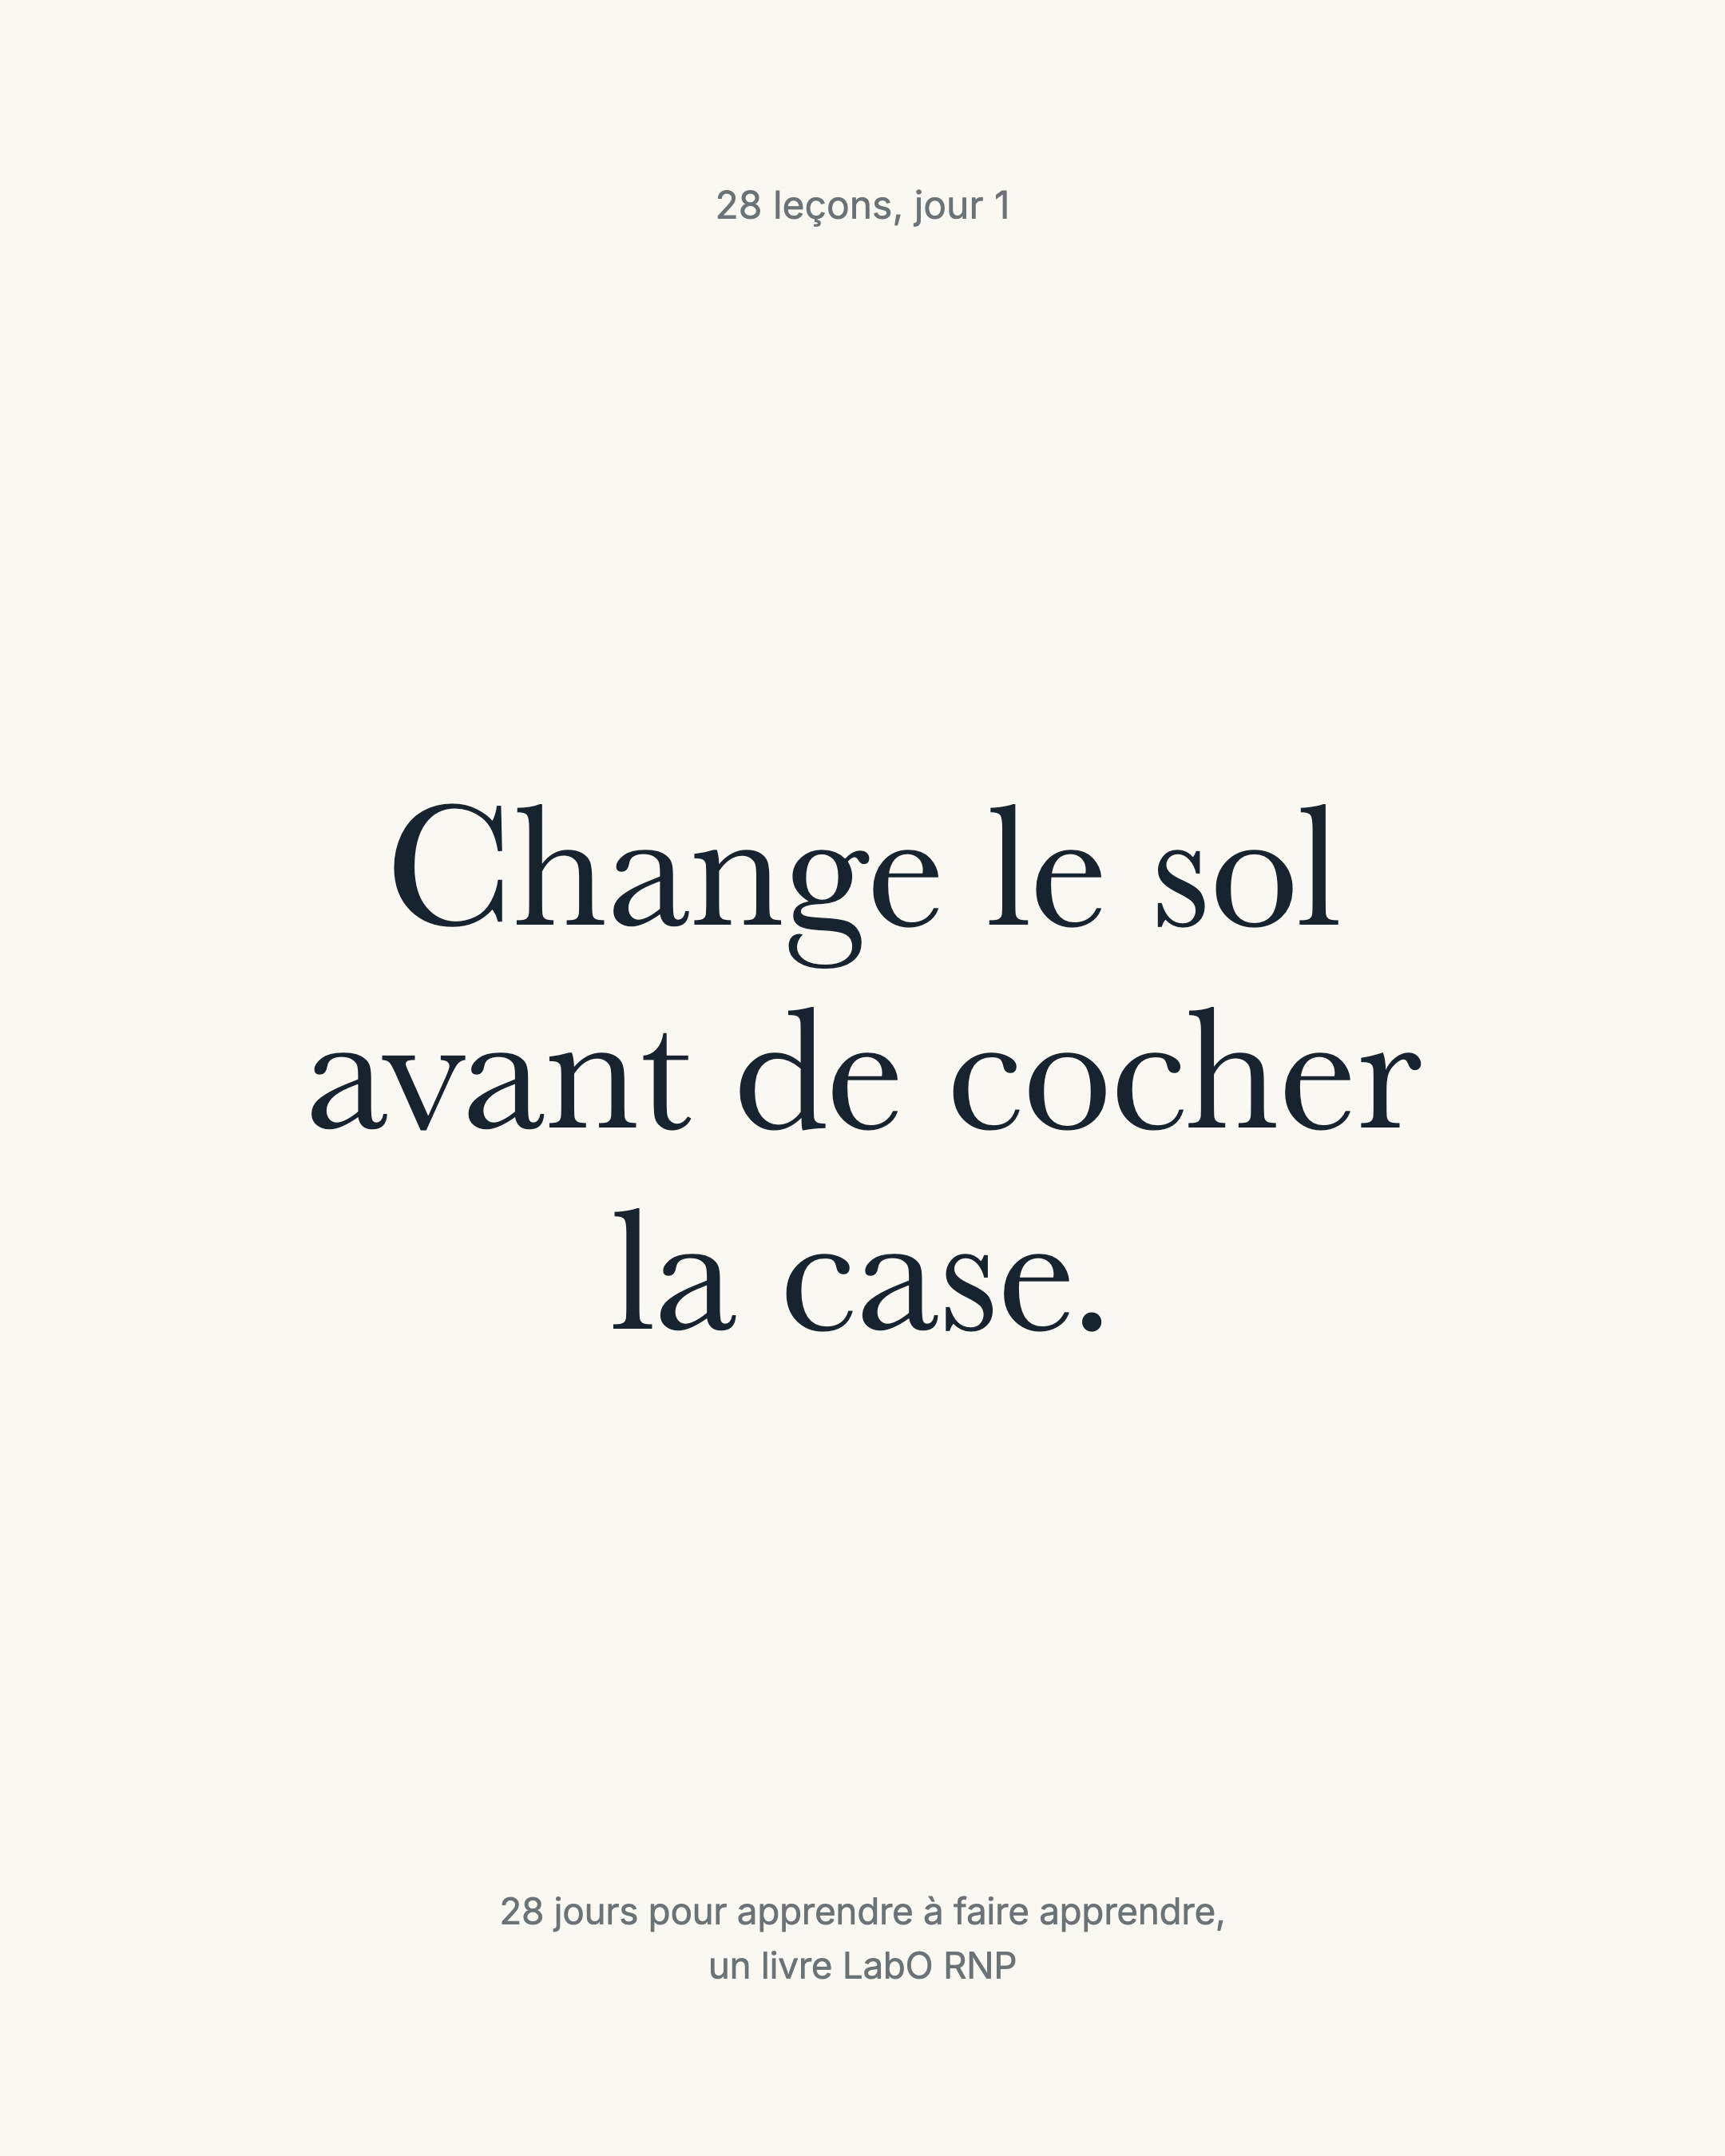 28 leçons, jour 1
Change le sol
avant de cocher
la case.
28 jours pour apprendre à faire apprendre,
un livre LabO RNP